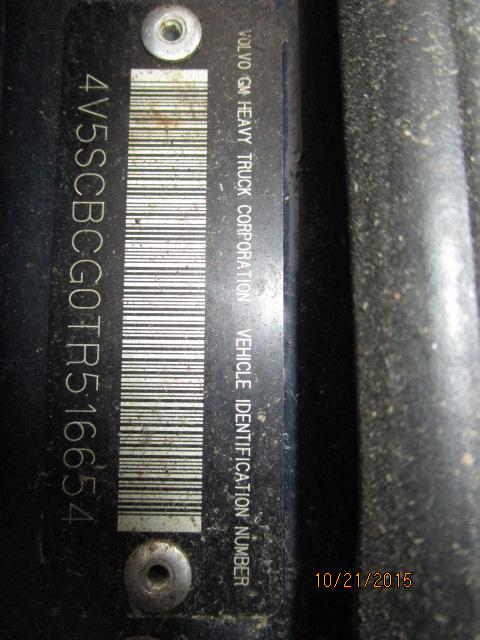 VOLVO GM HEAVY TRUCK CORPORATION VEHICLE IDENTIFICATION NUMBER
4V5SCBCG0TR516654
10/21/2015